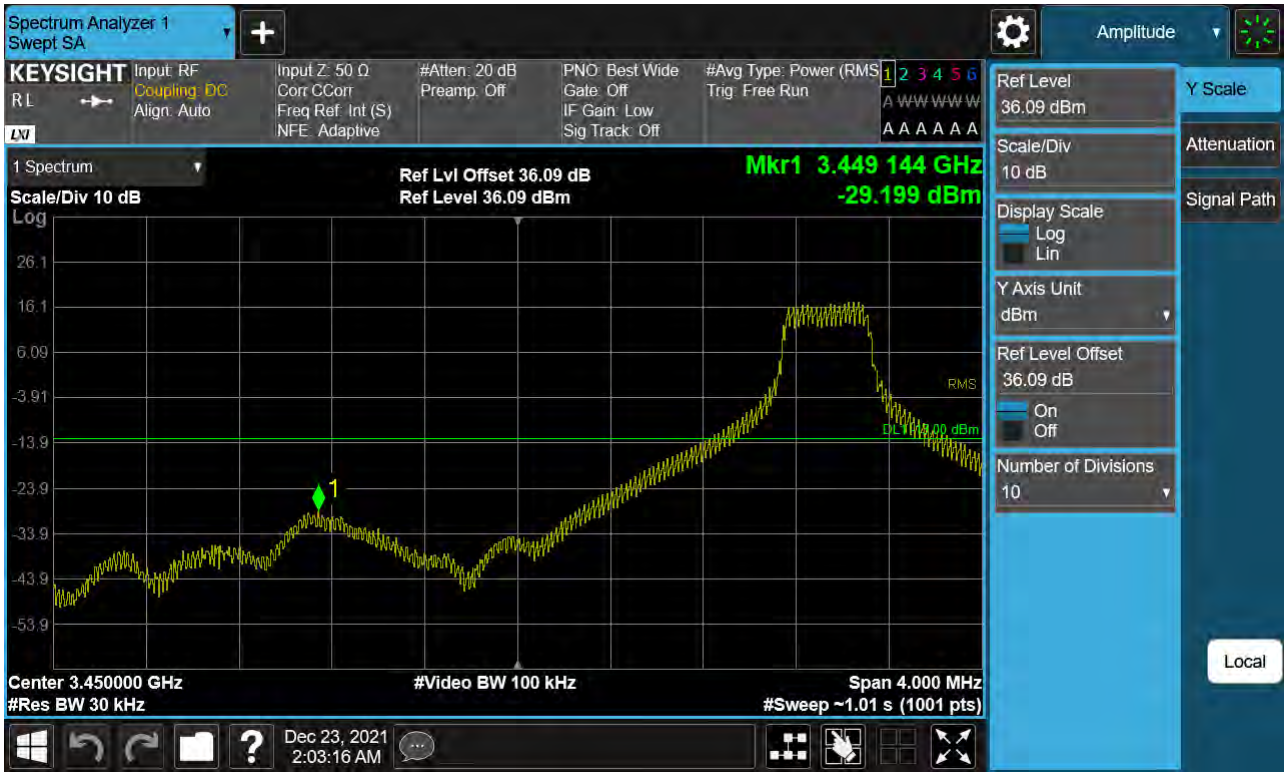 Spectrum Analyzer 1
Swept SA
+
Amplitude
KEYSIGHT
RL
LXI
Input: RF
Coupling: DC
Align: Auto
Input Z: 50 Ω
Corr CCorr
Freq Ref: Int (S)
NFE: Adaptive
#Atten: 20 dB
Preamp: Off
PNO: Best Wide
Gate: Off
IF Gain: Low
Sig Track: Off
#Avg Type: Power (RMS
Trig: Free Run
1 2 3 4 5 6
A W W W W W
A A A A A A
1 Spectrum
Scale/Div 10 dB
Log
Ref Lvl Offset 36.09 dB
Ref Level 36.09 dBm
Mkr1 3.449 144 GHz
-29.199 dBm
26.1
16.1
6.09
-3.91
-13.9
-23.9
-33.9
-43.9
-53.9
RMS
1
Center 3.450000 GHz
#Res BW 30 kHz
#Video BW 100 kHz
Span 4.000 MHz
#Sweep ~1.01 s (1001 pts)
Ref Level
36.09 dBm
Scale/Div
10 dB
Display Scale
Log
Lin
Y Axis Unit
dBm
Ref Level Offset
36.09 dB
On
Off
Number of Divisions
10
Y Scale
Attenuation
Signal Path
Local
?
Dec 23, 2021
2:03:16 AM